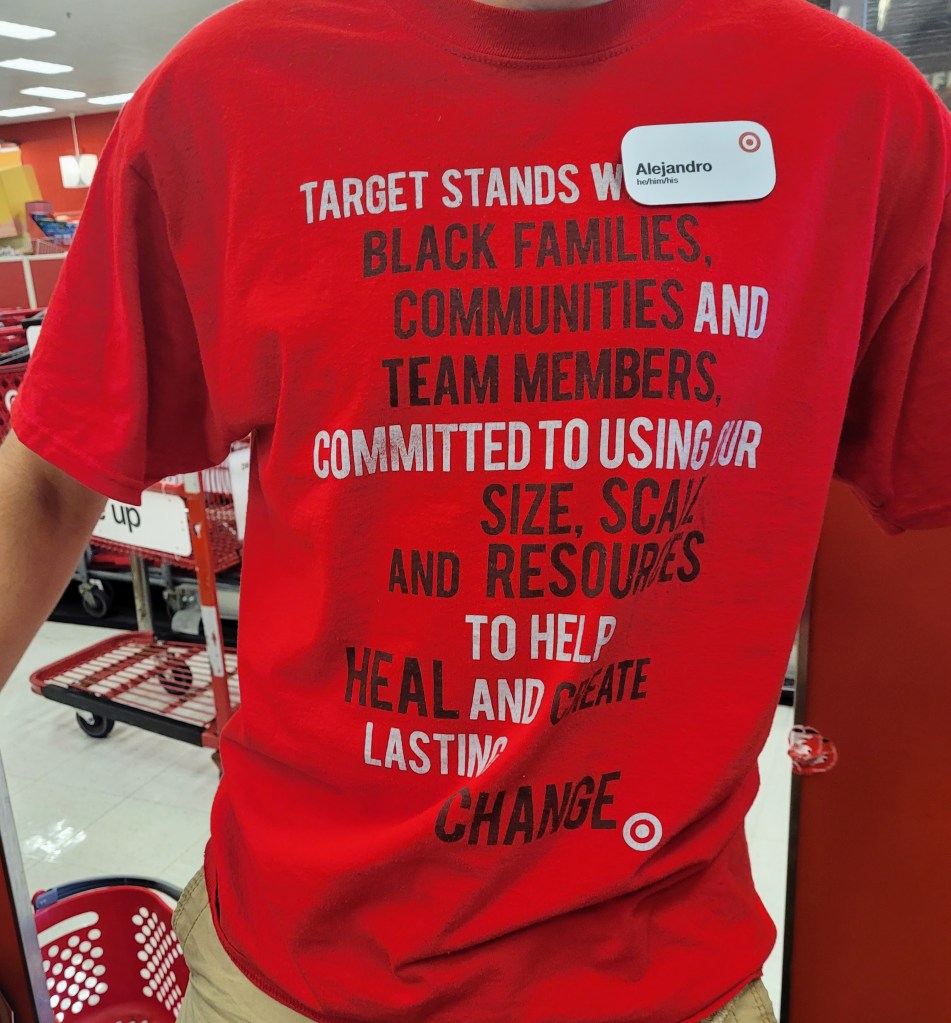 Alejandro
he/him/his
TARGET STANDS W
BLACK FAMILIES,
COMMUNITIES AND
TEAM MEMBERS,
COMMITTED TO USING OUR
SIZE, SCALE
AND RESOURCES
TO HELP
HEAL AND CREATE
LASTING
CHANGE.
up